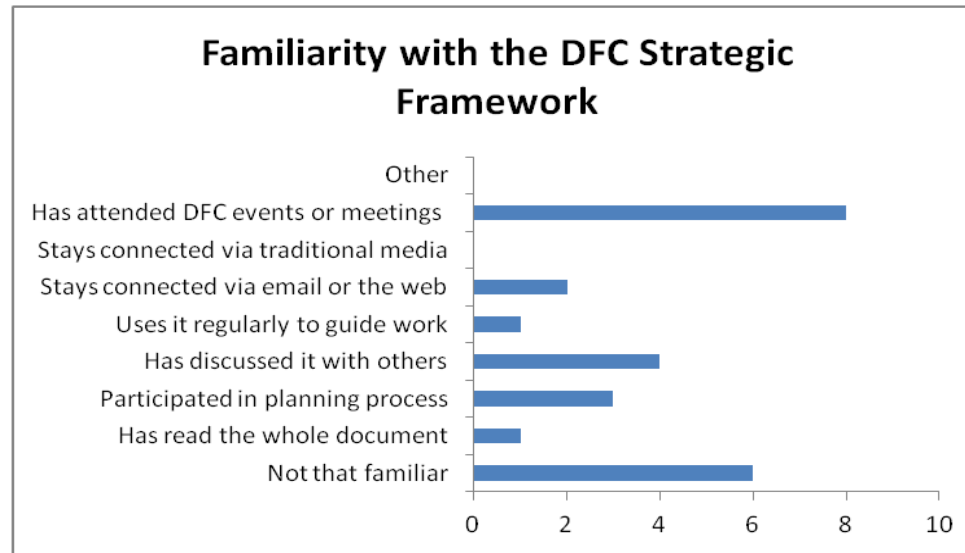 Familiarity with the DFC Strategic
Framework
Other
Has attended DFC events or meetings
Stays connected via traditional media
Stays connected via email or the web
Uses it regularly to guide work
Has discussed it with others
Participated in planning process
Has read the whole document
Not that familiar
0 2 4 6 8 10